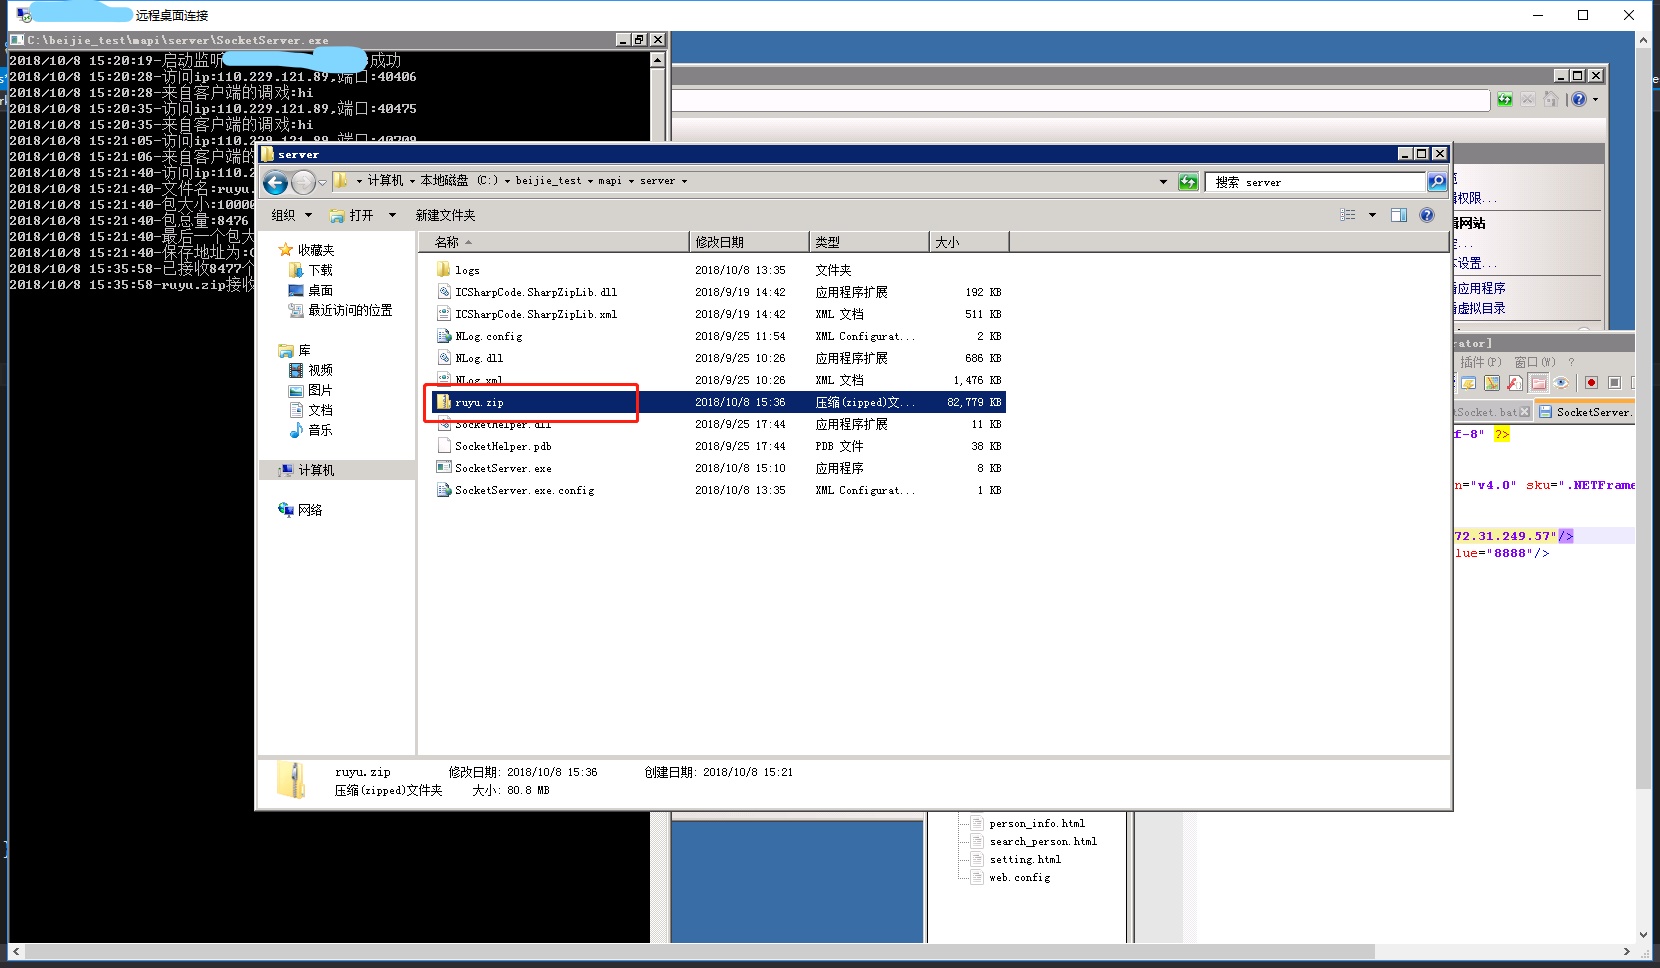 远程桌面连接
C:\beijie_test\mapi\server\SocketServer.exe
2018/10/8 15:20:19-启动监听
成功
2018/10/8 15:20:28-访问ip:110.229.121.89,端口:40406
2018/10/8 15:20:28-来自客户端的调戏:hi
2018/10/8 15:20:35-访问ip:110.229.121.89,端口:40475
2018/10/8 15:20:35-来自客户端的调戏:hi
2018/10/8 15:21:05-访问ip:110.229.121.89,端口:40709
2018/10/8 15:21:06-来自客户端的
2018/10/8 15:21:40-访问ip:110.2
2018/10/8 15:21:40-文件名:ruyu.
2018/10/8 15:21:40-包大小:10000
2018/10/8 15:21:40-包总量:8476
2018/10/8 15:21:40-最后一个包大
2018/10/8 15:21:40-保存地址为:C
2018/10/8 15:35:58-已接收8477个
2018/10/8 15:35:58-ruyu.zip接收
server
计算机 本地磁盘 (C:) beijie_test mapi server
搜索 server
组织 打开 新建文件夹
收藏夹
下载
桌面
最近访问的位置
库
视频
图片
文档
音乐
计算机
网络
名称 修改日期 类型 大小
logs 2018/10/8 13:35 文件夹
ICSharpCode.SharpZipLib.dll 2018/9/19 14:42 应用程序扩展 192 KB
ICSharpCode.SharpZipLib.xml 2018/9/19 14:42 XML 文档 511 KB
NLog.config 2018/9/25 11:54 XML Configurat... 2 KB
NLog.dll 2018/9/25 10:26 应用程序扩展 686 KB
NLog.xml 2018/9/25 10:26 XML 文档 1,476 KB
ruyu.zip 2018/10/8 15:36 压缩(zipped)文... 82,779 KB
SocketHelper.dll 2018/9/25 17:44 应用程序扩展 11 KB
SocketHelper.pdb 2018/9/25 17:44 PDB 文件 38 KB
SocketServer.exe 2018/10/8 15:10 应用程序 8 KB
SocketServer.exe.config 2018/10/8 13:35 XML Configurat... 1 KB
ruyu.zip 修改日期: 2018/10/8 15:36 创建日期: 2018/10/8 15:21
压缩(zipped)文件夹 大小: 80.8 MB
权限...
网站
...
设置...
应用程序
虚拟目录
rator]
插件(P) 窗口(W) ?
tSocket.bat SocketServer.
f-8" ?>
n="v4.0" sku=".NETFrame
72.31.249.57"/>
lue="8888"/>
person_info.html
search_person.html
setting.html
web.config